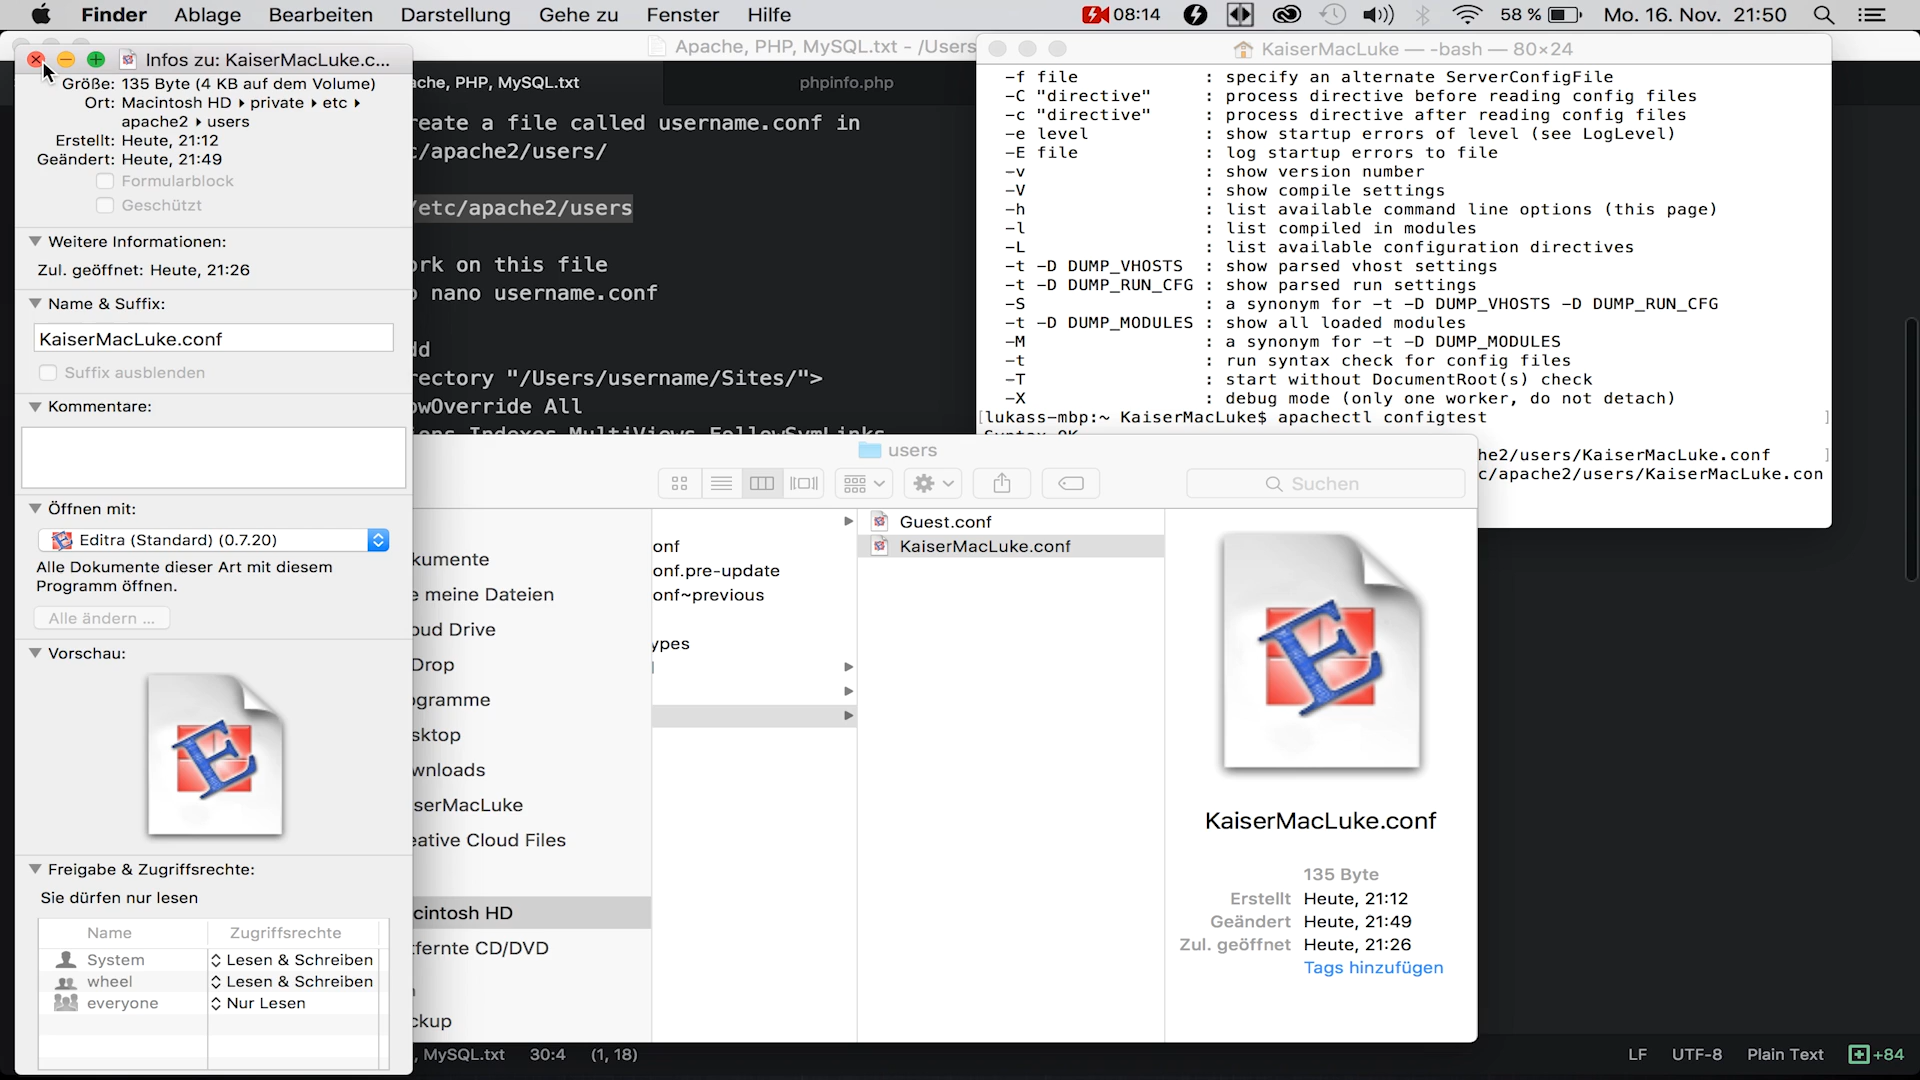 Finder Ablage Bearbeiten Darstellung Gehe zu Fenster Hilfe 08:14 58 % Mo. 16. Nov. 21:50
Apache, PHP, MySQL.txt - /Users
Infos zu: KaiserMacLuke.c...
Größe: 135 Byte (4 KB auf dem Volume)
Ort: Macintosh HD ▸ private ▸ etc ▸
apache2 ▸ users
Erstellt: Heute, 21:12
Geändert: Heute, 21:49
Formularblock
Geschützt
Weitere Informationen:
Zul. geöffnet: Heute, 21:26
Name & Suffix:
KaiserMacLuke.conf
Suffix ausblenden
Kommentare:
Öffnen mit:
Editra (Standard) (0.7.20)
Alle Dokumente dieser Art mit diesem
Programm öffnen.
Alle ändern ...
Vorschau:
Freigabe & Zugriffsrechte:
Sie dürfen nur lesen
Name Zugriffsrechte
System Lesen & Schreiben
wheel Lesen & Schreiben
everyone Nur Lesen
ache, PHP, MySQL.txt phpinfo.php
reate a file called username.conf in
/apache2/users/
/etc/apache2/users
ork on this file
nano username.conf
dd
rectory "/Users/username/Sites/">
owOverride All
ions Indexes MultiViews FollowSymLinks
KaiserMacLuke — -bash — 80×24
-f file : specify an alternate ServerConfigFile
-C "directive" : process directive before reading config files
-c "directive" : process directive after reading config files
-e level : show startup errors of level (see LogLevel)
-E file : log startup errors to file
-v : show version number
-V : show compile settings
-h : list available command line options (this page)
-l : list compiled in modules
-L : list available configuration directives
-t -D DUMP_VHOSTS : show parsed vhost settings
-t -D DUMP_RUN_CFG : show parsed run settings
-S : a synonym for -t -D DUMP_VHOSTS -D DUMP_RUN_CFG
-t -D DUMP_MODULES : show all loaded modules
-M : a synonym for -t -D DUMP_MODULES
-t : run syntax check for config files
-T : start without DocumentRoot(s) check
-X : debug mode (only one worker, do not detach)
[lukass-mbp:~ KaiserMacLuke$ apachectl configtest ]
Syntax OK
he2/users/KaiserMacLuke.conf ]
c/apache2/users/KaiserMacLuke.con
users
Suchen
kumente
e meine Dateien
oud Drive
Drop
ogramme
sktop
wnloads
serMacLuke
eative Cloud Files
cintosh HD
tfernte CD/DVD
ckup
onf
onf.pre-update
onf~previous
ypes
Guest.conf
KaiserMacLuke.conf
KaiserMacLuke.conf
135 Byte
Erstellt Heute, 21:12
Geändert Heute, 21:49
Zul. geöffnet Heute, 21:26
Tags hinzufügen
, MySQL.txt 30:4 (1, 18) LF UTF-8 Plain Text +84